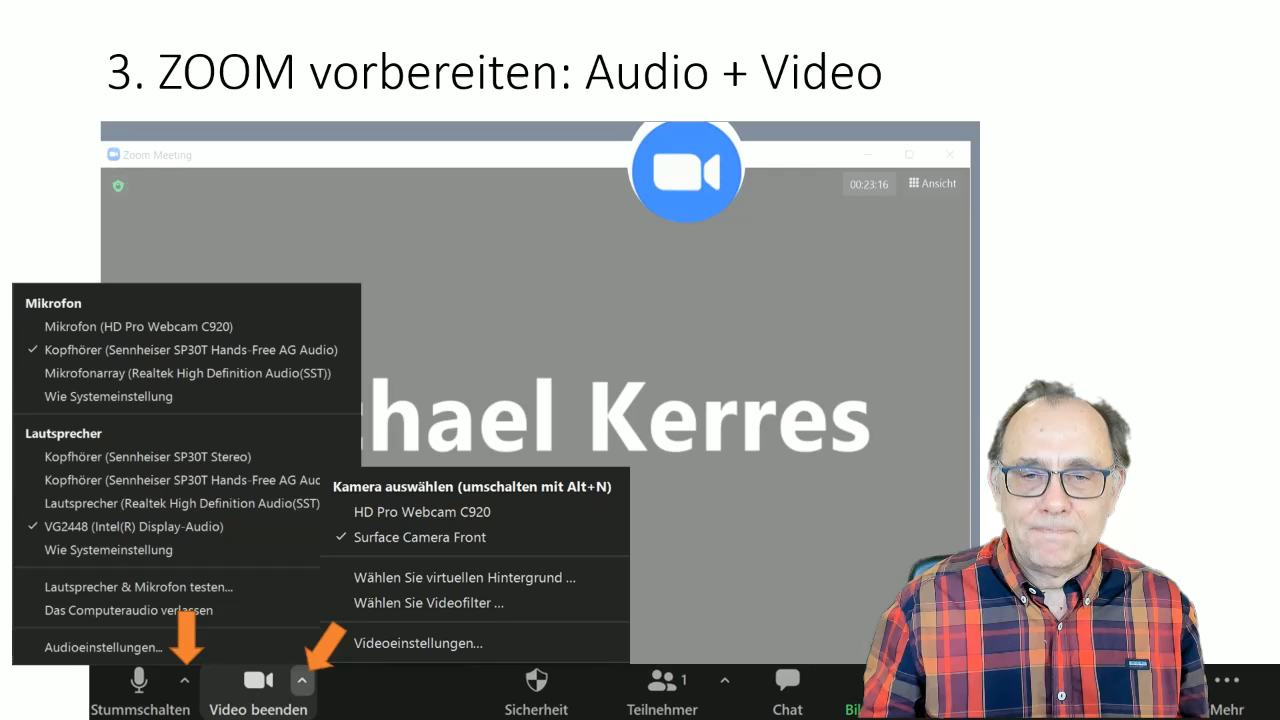 3. ZOOM vorbereiten: Audio + Video
Zoom Meeting
00:23:16
Ansicht
Mikrofon
Mikrofon (HD Pro Webcam C920)
Kopfhörer (Sennheiser SP30T Hands-Free AG Audio)
Mikrofonarray (Realtek High Definition Audio(SST))
Wie Systemeinstellung
chael Kerres
Lautsprecher
Kopfhörer (Sennheiser SP30T Stereo)
Kopfhörer (Sennheiser SP30T Hands-Free AG Aud
Lautsprecher (Realtek High Definition Audio(SST)
VG2448 (Intel(R) Display-Audio)
Wie Systemeinstellung
Lautsprecher & Mikrofon testen...
Das Computeraudio verlassen
Audioeinstellungen...
Kamera auswählen (umschalten mit Alt+N)
HD Pro Webcam C920
Surface Camera Front
Wählen Sie virtuellen Hintergrund ...
Wählen Sie Videofilter ...
Videoeinstellungen...
1
Stummschalten
Video beenden
Sicherheit
Teilnehmer
Chat
Bil
Mehr